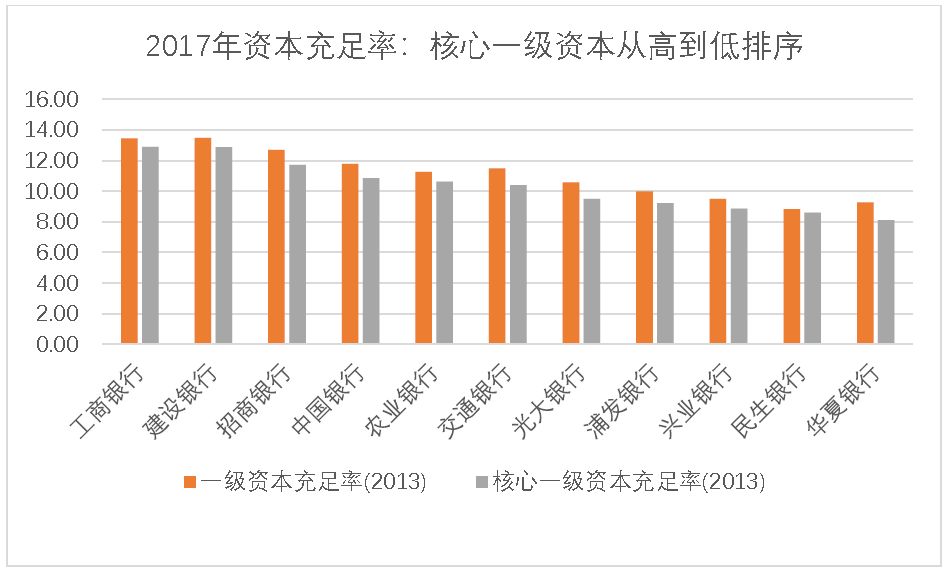 2017年资本充足率：核心一级资本从高到低排序
16.00
14.00
12.00
10.00
8.00
6.00
4.00
2.00
0.00
工商银行
建设银行
招商银行
中国银行
农业银行
交通银行
光大银行
浦发银行
兴业银行
民生银行
华夏银行
一级资本充足率(2013) 核心一级资本充足率(2013)